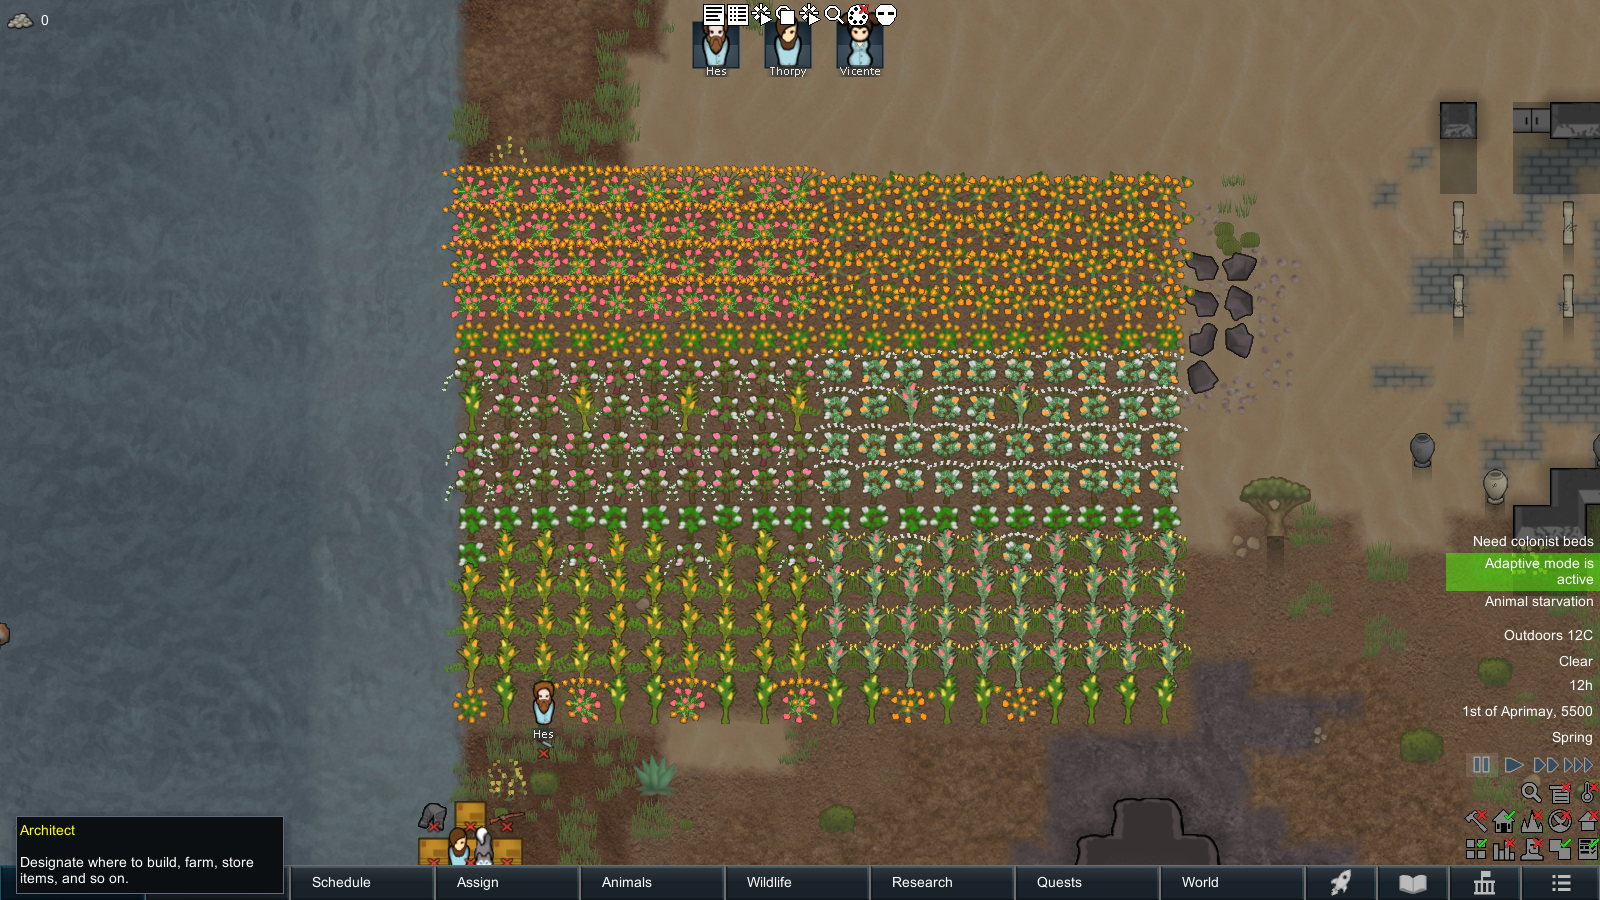 0
Hes
Thorpy
Vicente
Need colonist beds
Adaptive mode is
active
Animal starvation
Outdoors 12C
Clear
12h
1st of Aprimay, 5500
Spring
Hes
Architect
Designate where to build, farm, store
items, and so on.
Schedule
Assign
Animals
Wildlife
Research
Quests
World